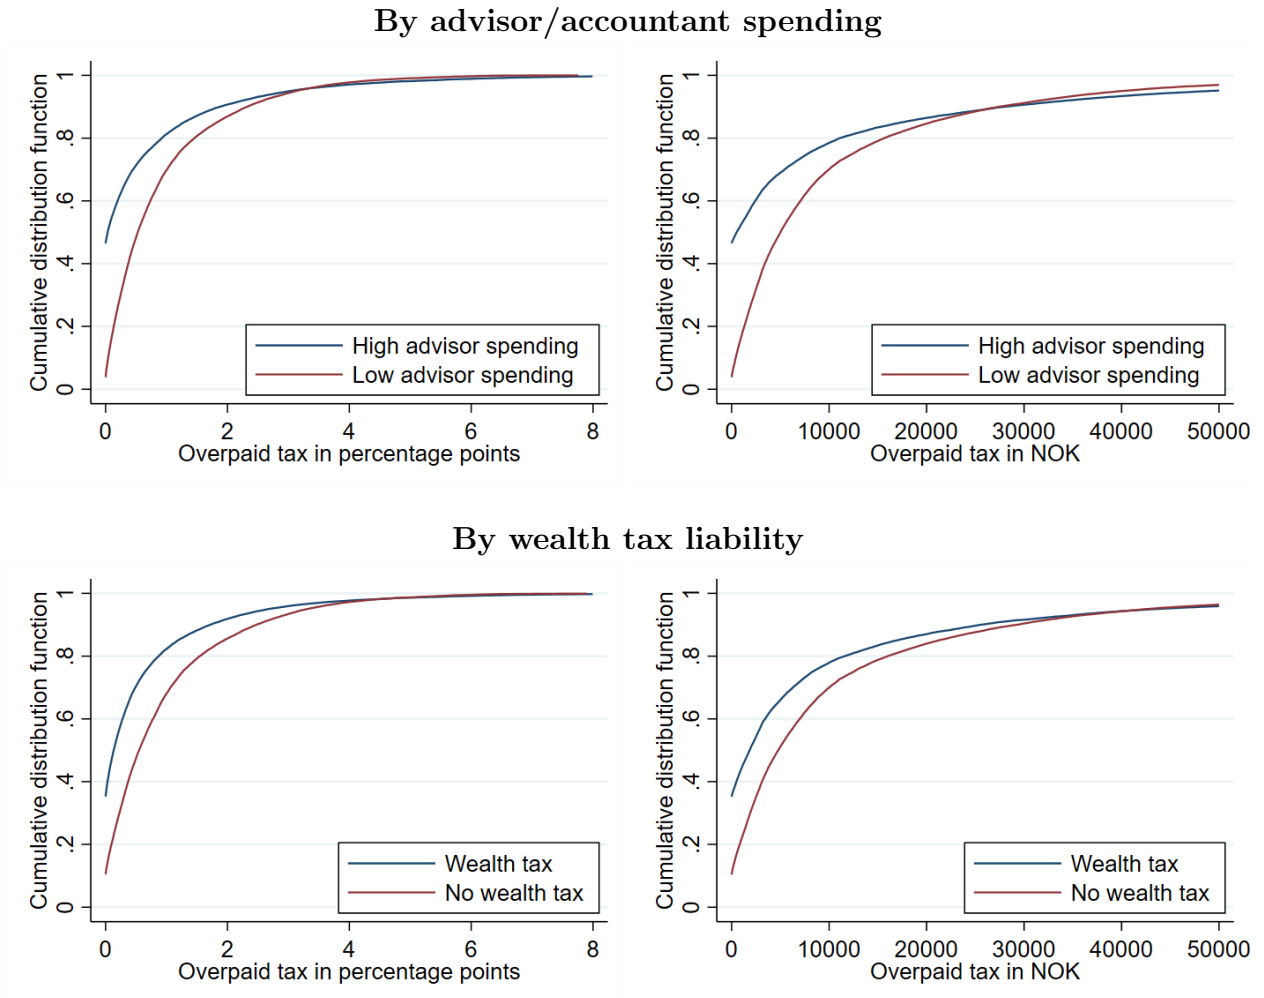 By advisor/accountant spending
Cumulative distribution function
0 .2 .4 .6 .8 1
High advisor spending
Low advisor spending
0 2 4 6 8
Overpaid tax in percentage points
Cumulative distribution function
0 .2 .4 .6 .8 1
High advisor spending
Low advisor spending
0 10000 20000 30000 40000 50000
Overpaid tax in NOK
By wealth tax liability
Cumulative distribution function
0 .2 .4 .6 .8 1
Wealth tax
No wealth tax
0 2 4 6 8
Overpaid tax in percentage points
Cumulative distribution function
0 .2 .4 .6 .8 1
Wealth tax
No wealth tax
0 10000 20000 30000 40000 50000
Overpaid tax in NOK